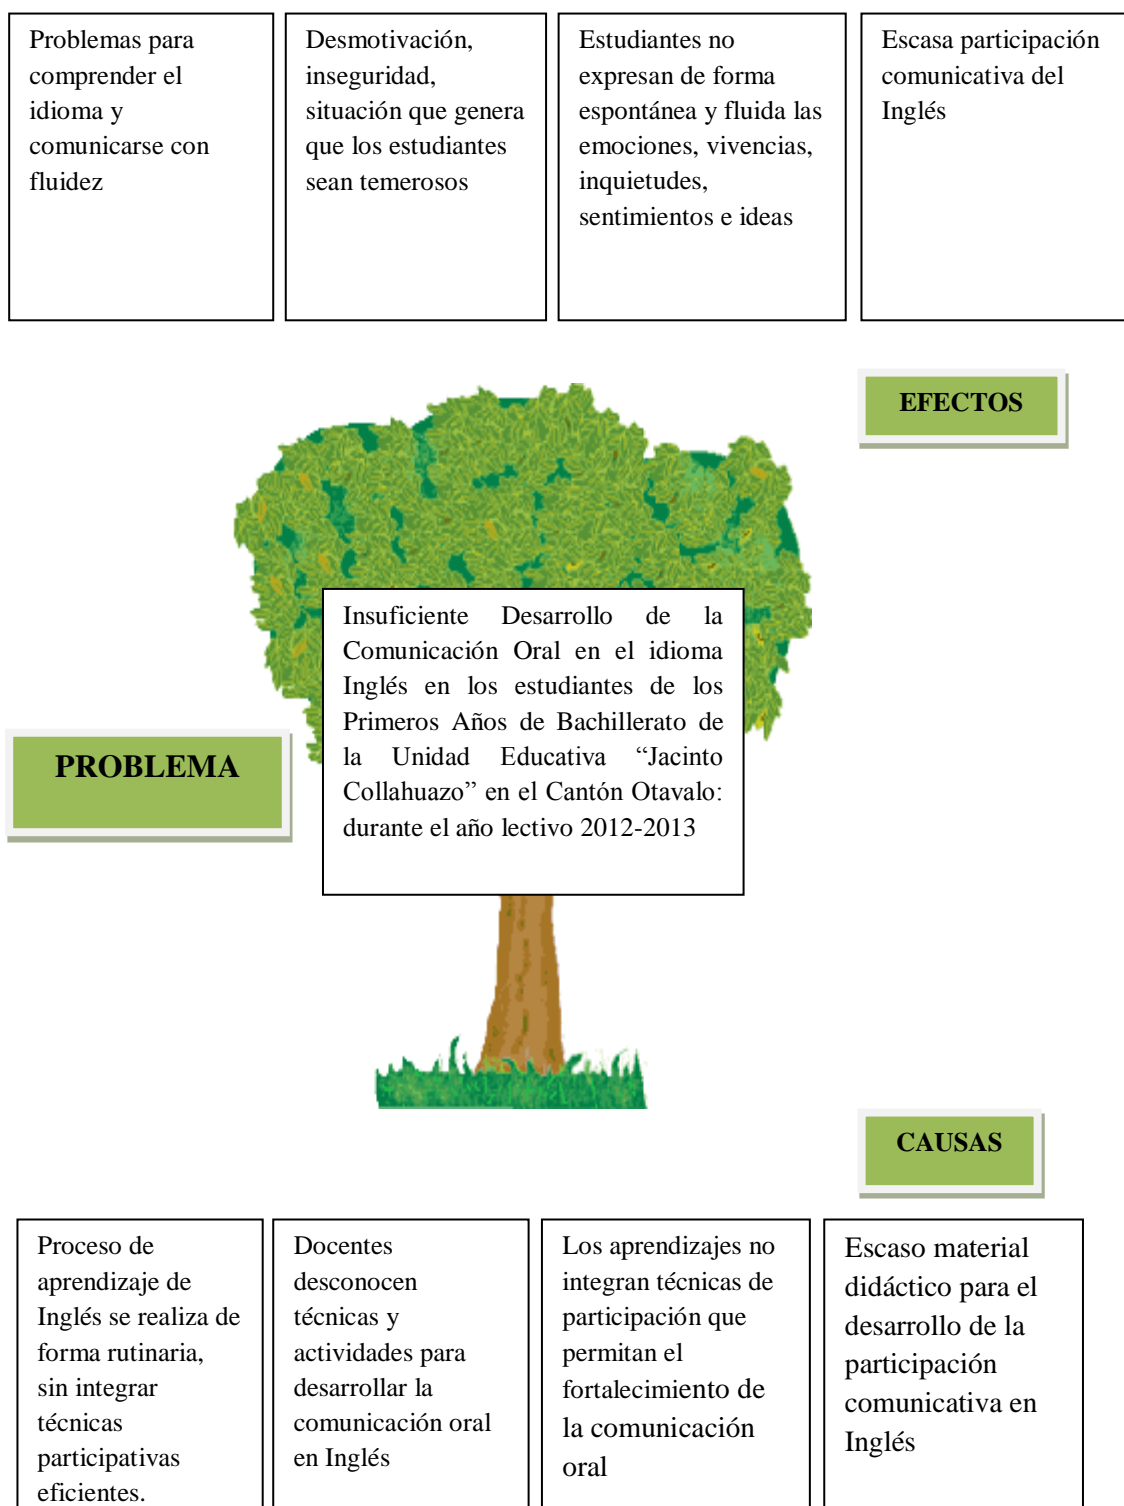 Problemas para
comprender el
idioma y
comunicarse con
fluidez
Desmotivación,
inseguridad,
situación que genera
que los estudiantes
sean temerosos
Estudiantes no
expresan de forma
espontánea y fluida las
emociones, vivencias,
inquietudes,
sentimientos e ideas
Escasa participación
comunicativa del
Inglés
EFECTOS
Insuficiente Desarrollo de la
Comunicación Oral en el idioma
Inglés en los estudiantes de los
Primeros Años de Bachillerato de
la Unidad Educativa “Jacinto
Collahuazo” en el Cantón Otavalo:
durante el año lectivo 2012-2013
PROBLEMA
CAUSAS
Proceso de
aprendizaje de
Inglés se realiza de
forma rutinaria,
sin integrar
técnicas
participativas
eficientes.
Docentes
desconocen
técnicas y
actividades para
desarrollar la
comunicación oral
en Inglés
Los aprendizajes no
integran técnicas de
participación que
permitan el
fortalecimiento de
la comunicación
oral
Escaso material
didáctico para el
desarrollo de la
participación
comunicativa en
Inglés